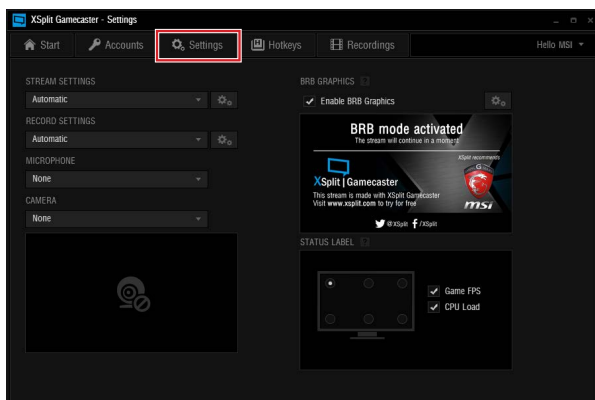 XSplit Gamecaster - Settings
Start
Accounts
Settings
Hotkeys
Recordings
Hello MSI
STREAM SETTINGS
Automatic
RECORD SETTINGS
Automatic
MICROPHONE
None
CAMERA
None
BRB GRAPHICS ?
Enable BRB Graphics
BRB mode activated
The stream will continue in a moment
XSplit recommends
XSplit | Gamecaster
This stream is made with XSplit Gamecaster
Visit www.xsplit.com to try for free
G
msi
@XSplit f /XSplit
STATUS LABEL ?
Game FPS
CPU Load